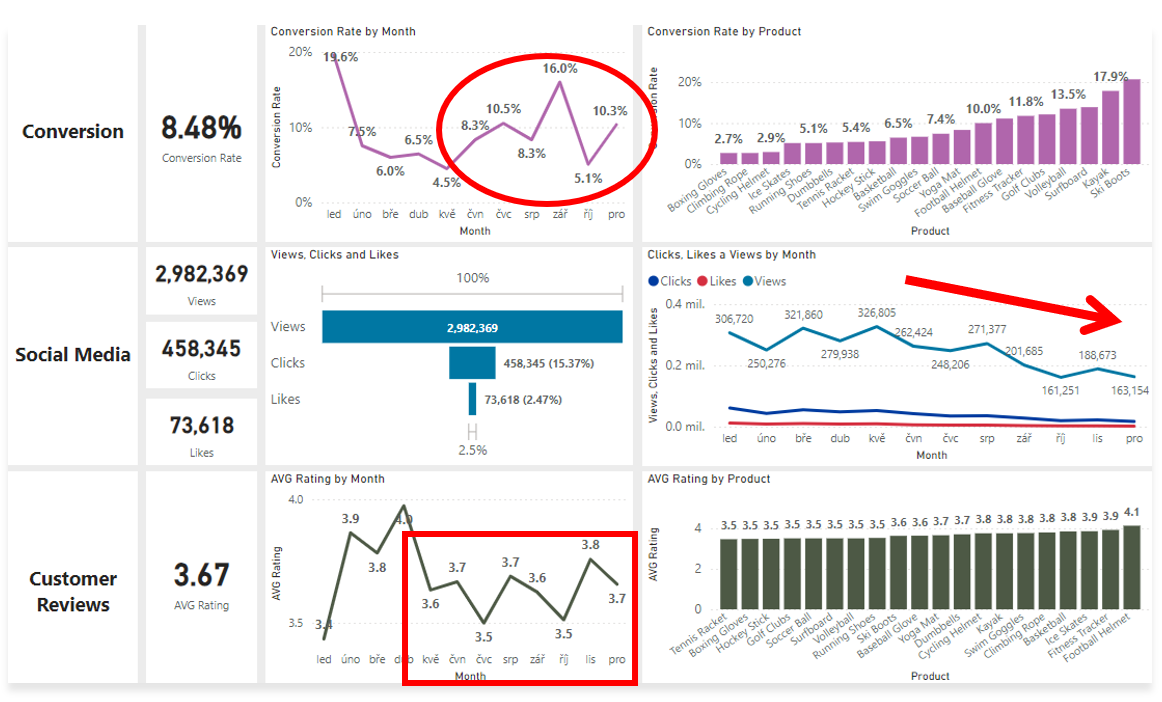 Conversion
8.48%
Conversion Rate
Conversion Rate by Month
Conversion Rate
20%
10%
0%
19.6%
7.5%
6.0%
6.5%
4.5%
8.3%
10.5%
8.3%
16.0%
5.1%
10.3%
led úno bře dub kvě čvn čvc srp zář říj pro
Month
Conversion Rate by Product
20%
10%
0%
2.7% 2.9% 5.1% 5.4% 6.5% 7.4% 10.0% 11.8% 13.5% 17.9%
Boxing Gloves
Climbing Rope
Cycling Helmet
Ice Skates
Running Shoes
Dumbbells
Tennis Racket
Hockey Stick
Basketball
Swim Goggles
Soccer Ball
Yoga Mat
Football Helmet
Baseball Glove
Fitness Tracker
Golf Clubs
Volleyball
Surfboard
Kayak
Ski Boots
Product
Social Media
2,982,369
Views
458,345
Clicks
73,618
Likes
Views, Clicks and Likes
100%
Views
2,982,369
Clicks
458,345 (15.37%)
Likes
73,618 (2.47%)
2.5%
Clicks, Likes a Views by Month
Clicks Likes Views
Views, Clicks and Likes
0.4 mil.
0.2 mil.
0.0 mil.
306,720
250,276
321,860
279,938
326,805
262,424
248,206
271,377
201,685
161,251
188,673
163,154
led úno bře dub kvě čvn čvc srp zář říj lis pro
Month
Customer
Reviews
3.67
AVG Rating
AVG Rating by Month
AVG Rating
4.0
3.5
3.4
3.9
3.8
4.0
3.6
3.7
3.5
3.7
3.6
3.5
3.8
3.7
led úno bře dub kvě čvn čvc srp zář říj lis pro
Month
AVG Rating by Product
AVG Rating
4
2
0
3.5 3.5 3.5 3.5 3.5 3.5 3.5 3.5 3.6 3.6 3.7 3.7 3.8 3.8 3.8 3.8 3.8 3.9 3.9 4.1
Tennis Racket
Boxing Gloves
Hockey Stick
Golf Clubs
Soccer Ball
Surfboard
Volleyball
Running Shoes
Ski Boots
Baseball Glove
Yoga Mat
Dumbbells
Cycling Helmet
Kayak
Swim Goggles
Climbing Rope
Basketball
Ice Skates
Fitness Tracker
Football Helmet
Product